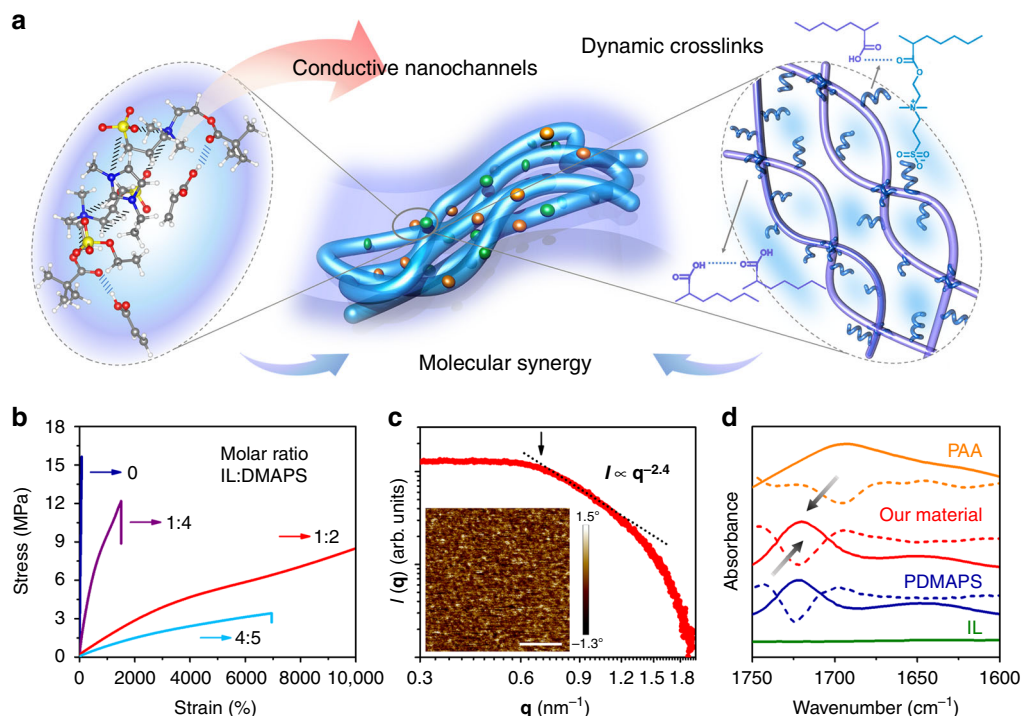 a
Conductive nanochannels
Dynamic crosslinks
HO
O
O
O
N
+
O=S=O
O
−
OH
O
OH
O
Molecular synergy
b
Stress (MPa)
18
15
12
9
6
3
0
Molar ratio
IL:DMAPS
0
1:4
1:2
4:5
0
2000
4000
6000
8000
10,000
Strain (%)
c
I (q) (arb. units)
I ∝ q−2.4
1.5°
−1.3°
0.3
0.6
0.9
1.2
1.5
1.8
q (nm−1)
d
Absorbance
PAA
Our material
PDMAPS
IL
1750
1700
1650
1600
Wavenumber (cm−1)